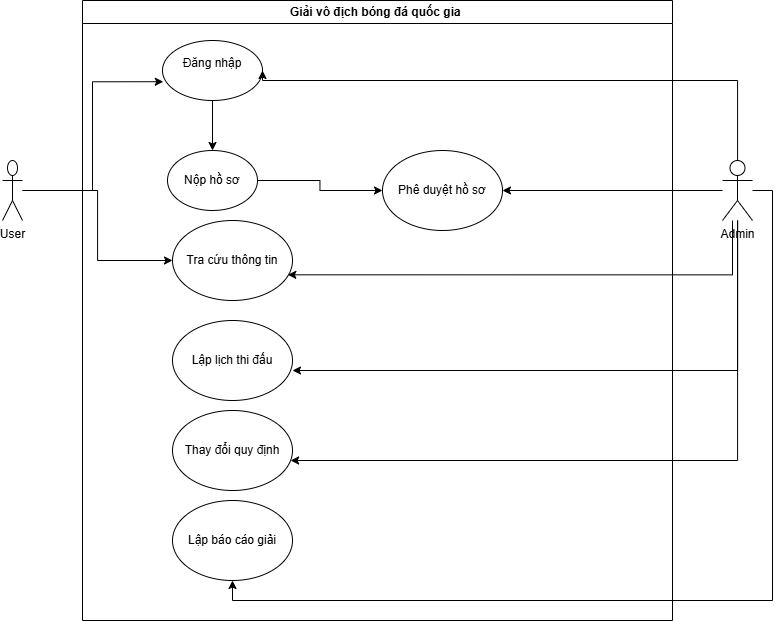 Giải vô địch bóng đá quốc gia
Đăng nhập
Nộp hồ sơ
Phê duyệt hồ sơ
User
Admin
Tra cứu thông tin
Lập lịch thi đấu
Thay đổi quy định
Lập báo cáo giải